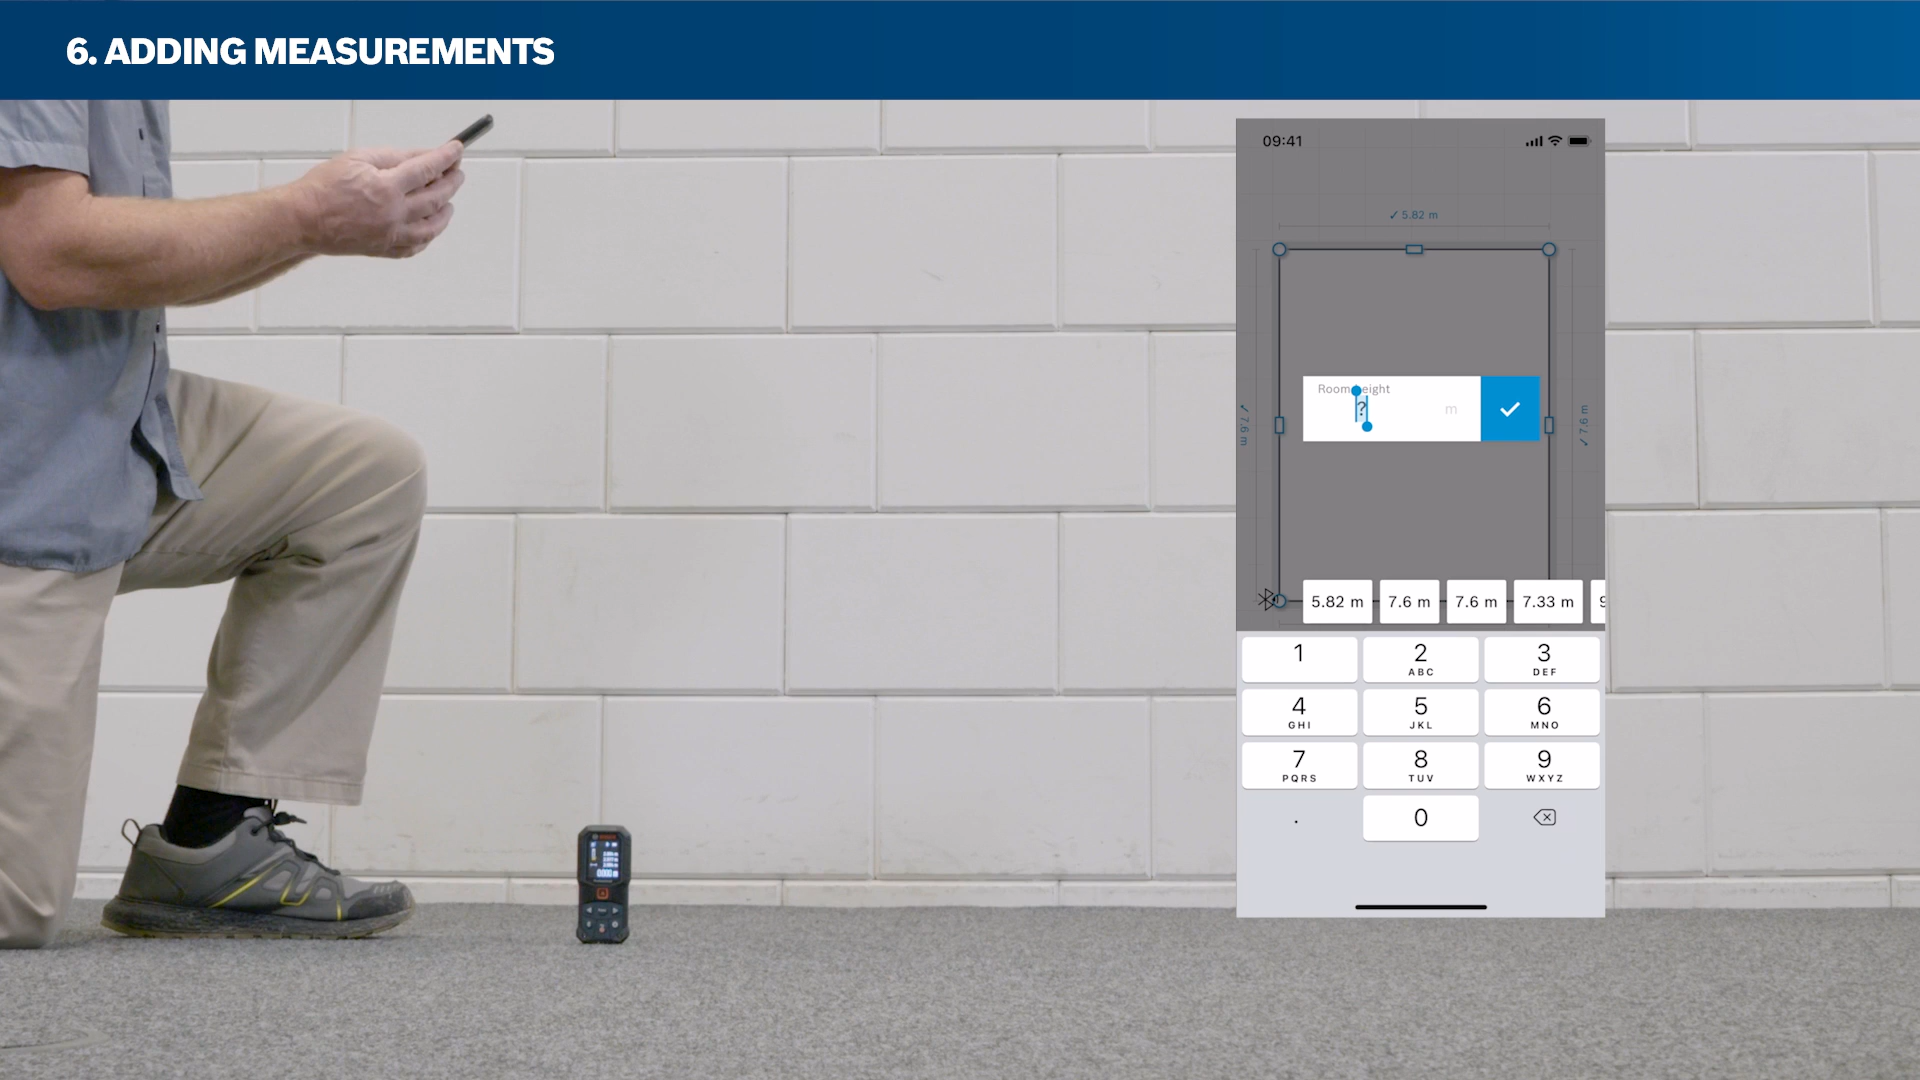 6. ADDING MEASUREMENTS
09:41
✓ 5.82 m
Room height
?
m
✓ 7.6 m
✓ 7.6 m
5.82 m
7.6 m
7.6 m
7.33 m
9
1
2
ABC
3
DEF
4
GHI
5
JKL
6
MNO
7
PQRS
8
TUV
9
WXYZ
.
0
BOSCH